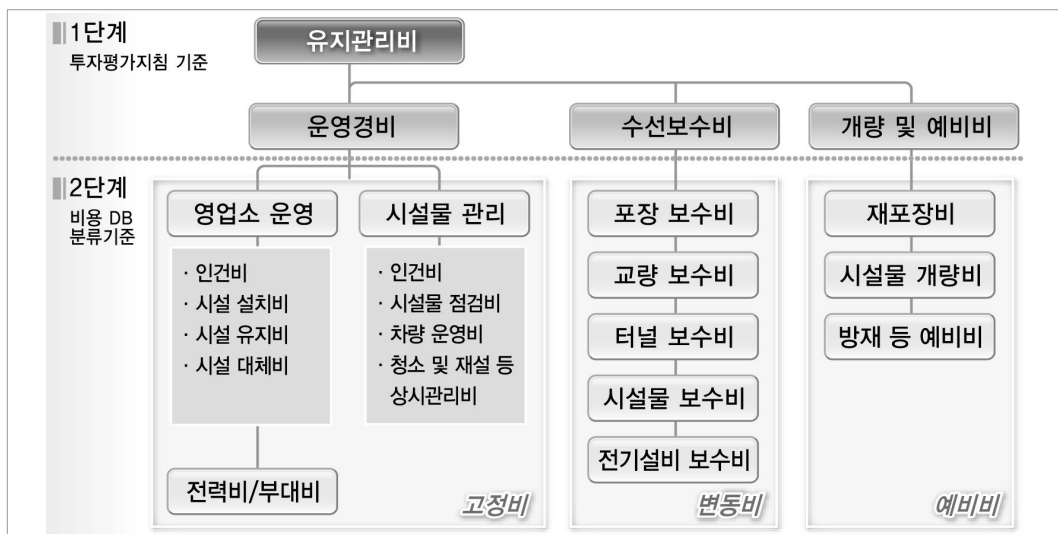 1단계
투자평가지침 기준
유지관리비
운영경비
수선보수비
개량 및 예비비
2단계
비용 DB
분류기준
영업소 운영
· 인건비
· 시설 설치비
· 시설 유지비
· 시설 대체비
전력비/부대비
시설물 관리
· 인건비
· 시설물 점검비
· 차량 운영비
· 청소 및 재설 등
상시관리비
고정비
포장 보수비
교량 보수비
터널 보수비
시설물 보수비
전기설비 보수비
변동비
재포장비
시설물 개량비
방재 등 예비비
예비비